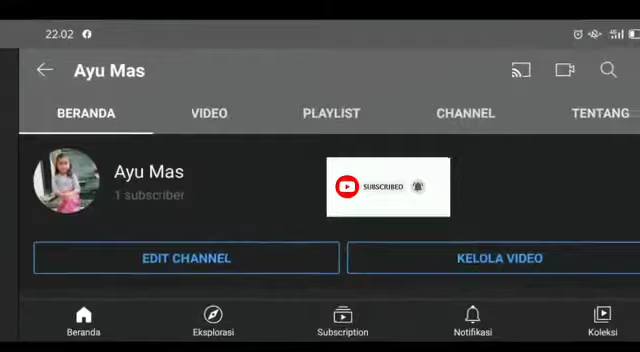 22.02
Ayu Mas
BERANDA VIDEO PLAYLIST CHANNEL TENTANG
Ayu Mas
1 subscriber
SUBSCRIBED
EDIT CHANNEL KELOLA VIDEO
Beranda Eksplorasi Subscription Notifikasi Koleksi